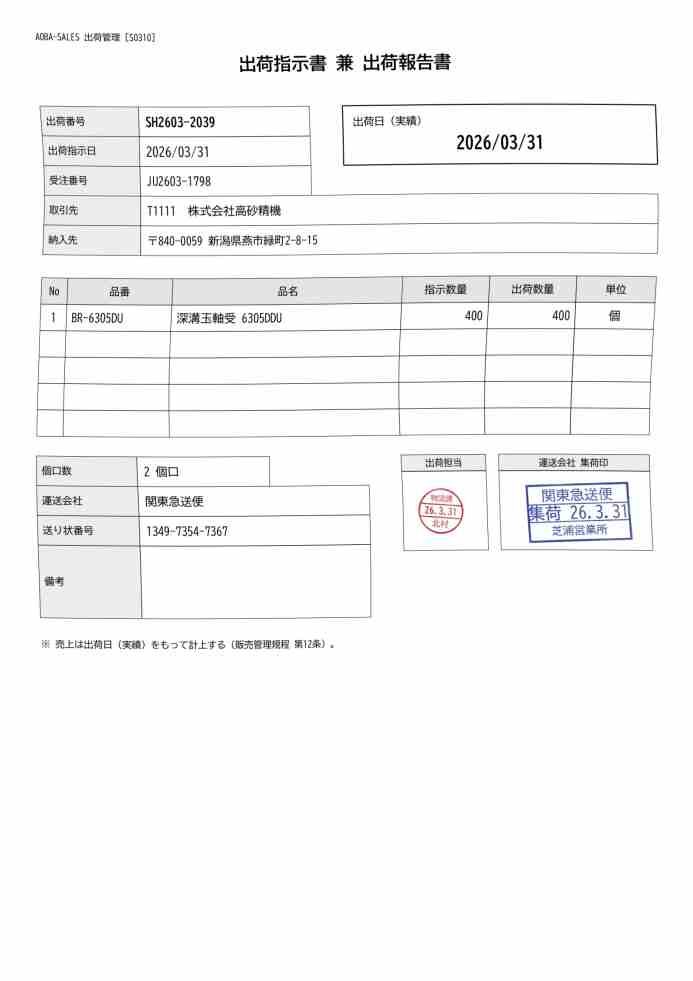 AOBA-SALES 出荷管理 [S0310]
出荷指示書 兼 出荷報告書
出荷番号 SH2603-2039
出荷指示日 2026/03/31
受注番号 JU2603-1798
取引先 T1111 株式会社高砂精機
納入先 〒840-0059 新潟県燕市緑町2-8-15
出荷日（実績）
2026/03/31
No 品番 品名 指示数量 出荷数量 単位
1 BR-6305DU 深溝玉軸受 6305DDU 400 400 個
個口数 2 個口
運送会社 関東急送便
送り状番号 1349-7354-7367
備考
出荷担当
物流課
26.3.31
北村
運送会社 集荷印
関東急送便
集荷 26.3.31
芝浦営業所
※ 売上は出荷日（実績）をもって計上する（販売管理規程 第12条）。